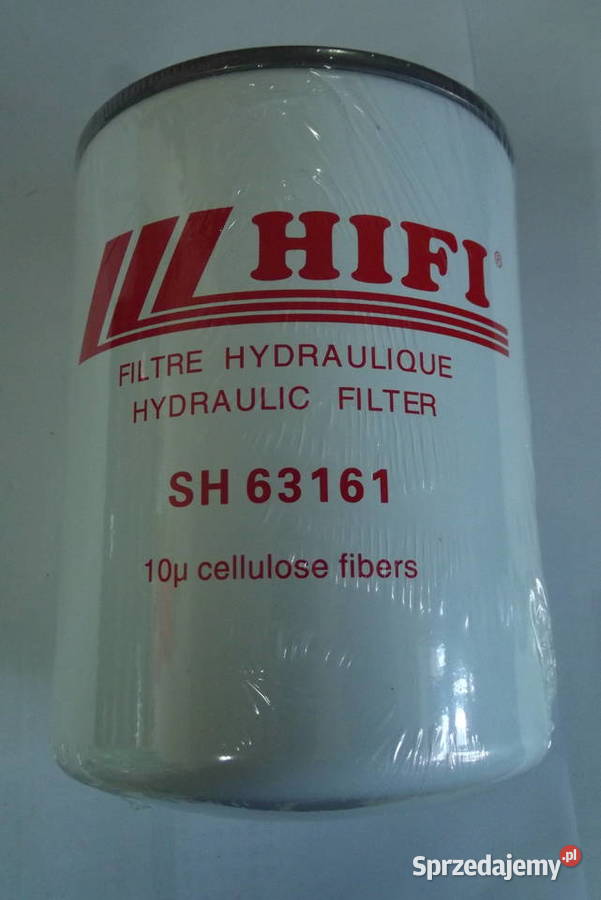 HIFI®
FILTRE HYDRAULIQUE
HYDRAULIC FILTER
SH 63161
10µ cellulose fibers
Sprzedajemy.pl